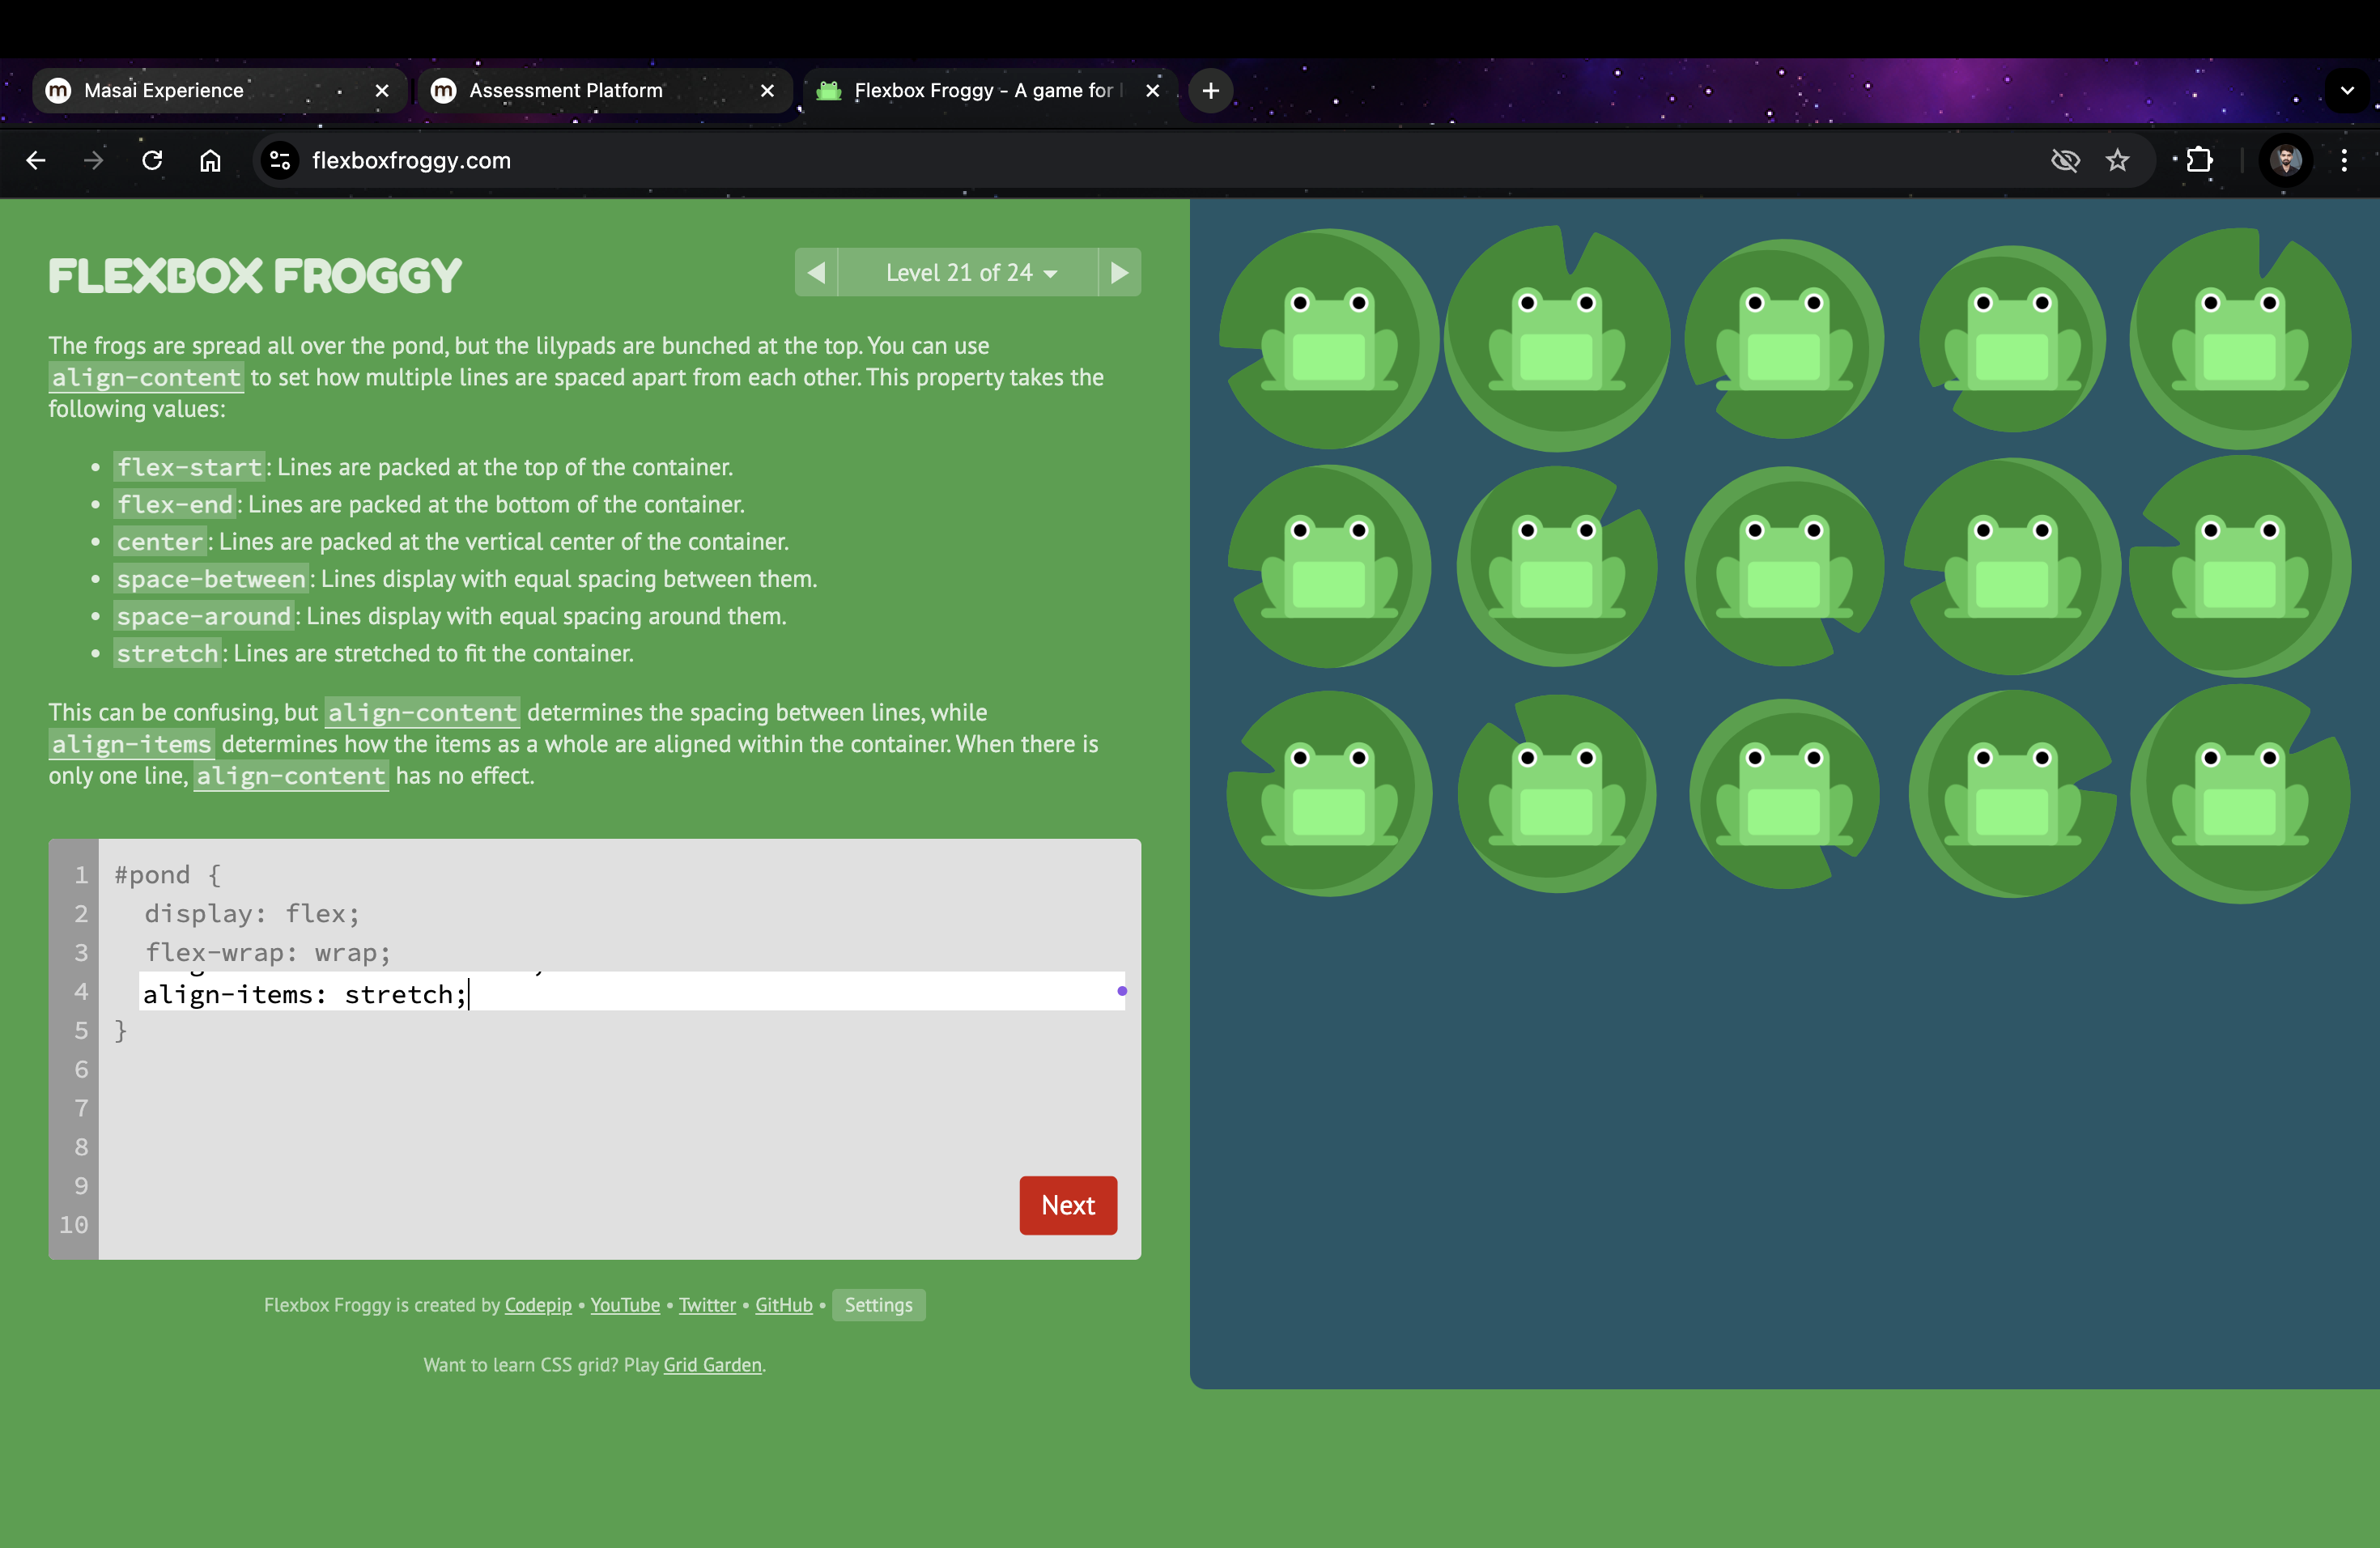 Masai Experience
Assessment Platform
Flexbox Froggy - A game for
flexboxfroggy.com
FLEXBOX FROGGY
Level 21 of 24
The frogs are spread all over the pond, but the lilypads are bunched at the top. You can use
align-content to set how multiple lines are spaced apart from each other. This property takes the
following values:
• flex-start: Lines are packed at the top of the container.
• flex-end: Lines are packed at the bottom of the container.
• center: Lines are packed at the vertical center of the container.
• space-between: Lines display with equal spacing between them.
• space-around: Lines display with equal spacing around them.
• stretch: Lines are stretched to fit the container.
This can be confusing, but align-content determines the spacing between lines, while
align-items determines how the items as a whole are aligned within the container. When there is
only one line, align-content has no effect.
1 #pond {
2 display: flex;
3 flex-wrap: wrap;
4 align-items: stretch;
5 }
6
7
8
9
10
Next
Flexbox Froggy is created by Codepip • YouTube • Twitter • GitHub • Settings
Want to learn CSS grid? Play Grid Garden.